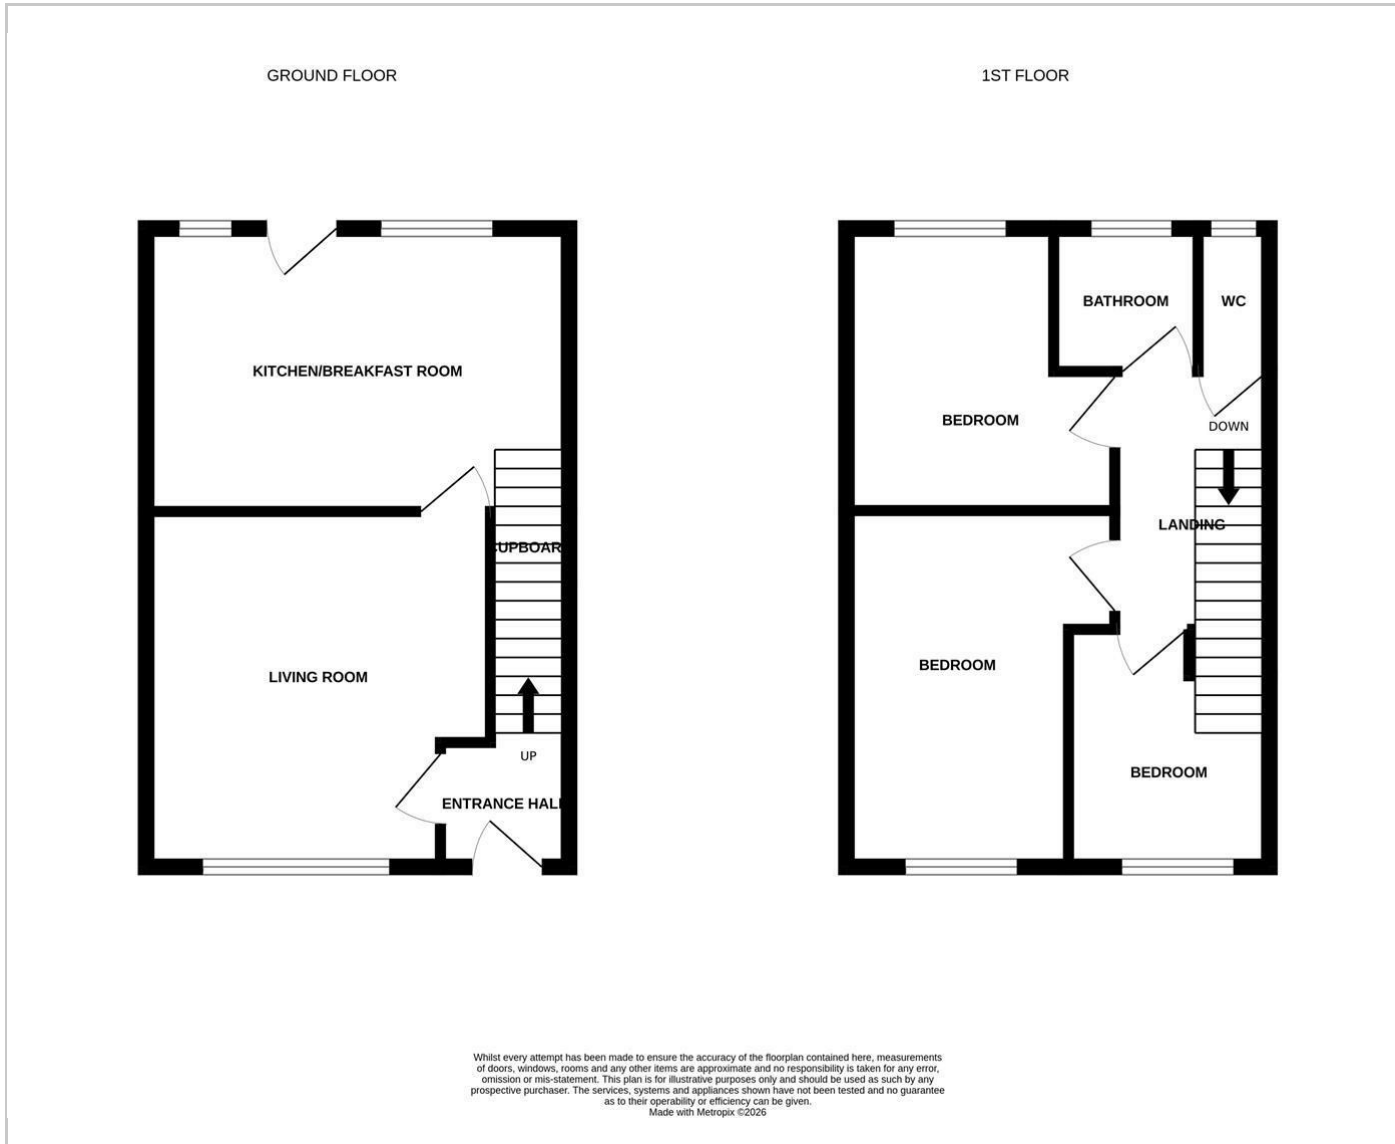 GROUND FLOOR
1ST FLOOR
KITCHEN/BREAKFAST ROOM
CUPBOARD
LIVING ROOM
UP
ENTRANCE HALL
BATHROOM
WC
BEDROOM
DOWN
LANDING
BEDROOM
BEDROOM
Whilst every attempt has been made to ensure the accuracy of the floorplan contained here, measurements
of doors, windows, rooms and any other items are approximate and no responsibility is taken for any error,
omission or mis-statement. This plan is for illustrative purposes only and should be used as such by any
prospective purchaser. The services, systems and appliances shown have not been tested and no guarantee
as to their operability or efficiency can be given.
Made with Metropix ©2026